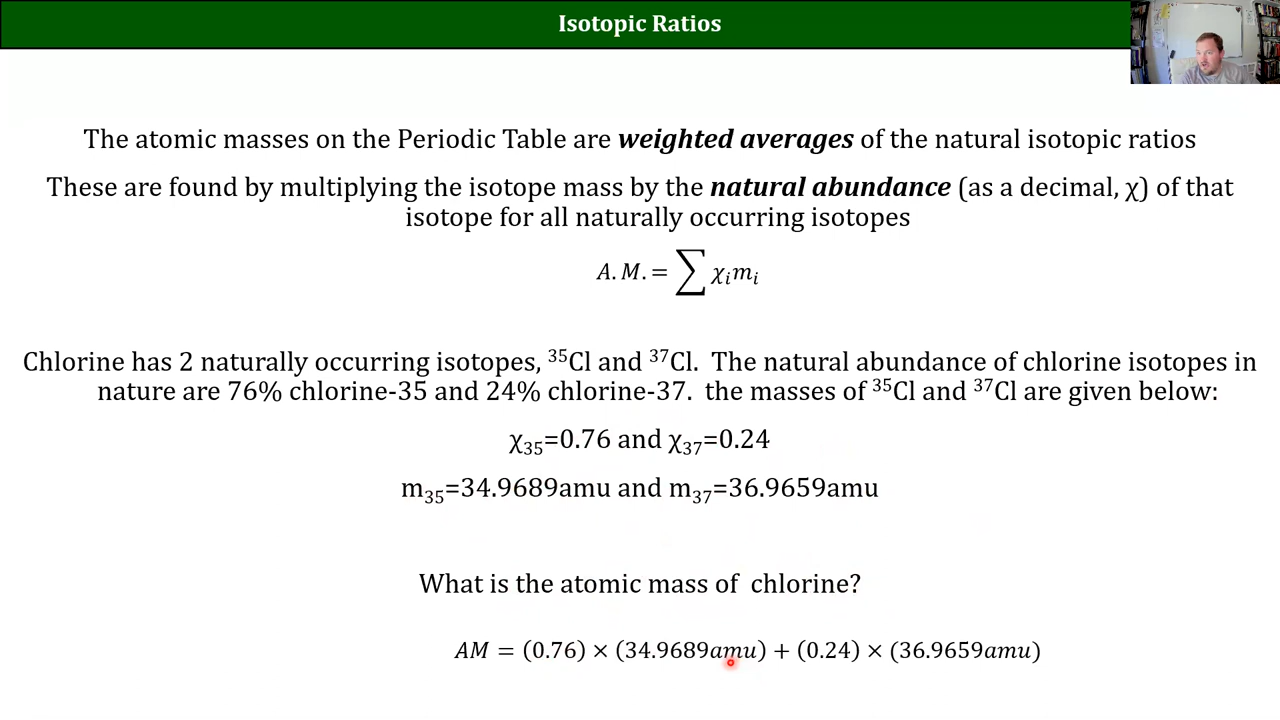 Isotopic Ratios
The atomic masses on the Periodic Table are weighted averages of the natural isotopic ratios
These are found by multiplying the isotope mass by the natural abundance (as a decimal, χ) of that
isotope for all naturally occurring isotopes
A.M. = ∑ χᵢmᵢ
Chlorine has 2 naturally occurring isotopes, ³⁵Cl and ³⁷Cl.  The natural abundance of chlorine isotopes in
nature are 76% chlorine-35 and 24% chlorine-37.  the masses of ³⁵Cl and ³⁷Cl are given below:
χ₃₅=0.76 and χ₃₇=0.24
m₃₅=34.9689amu and m₃₇=36.9659amu
What is the atomic mass of  chlorine?
AM = (0.76) × (34.9689amu) + (0.24) × (36.9659amu)